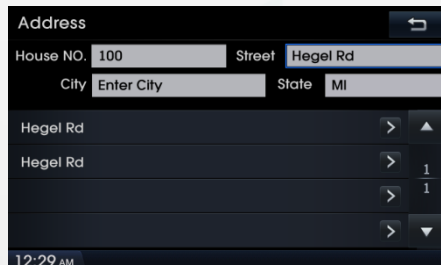 Address
House NO. 100 Street Hegel Rd
City Enter City State MI
Hegel Rd
Hegel Rd
1
1
12:29 AM